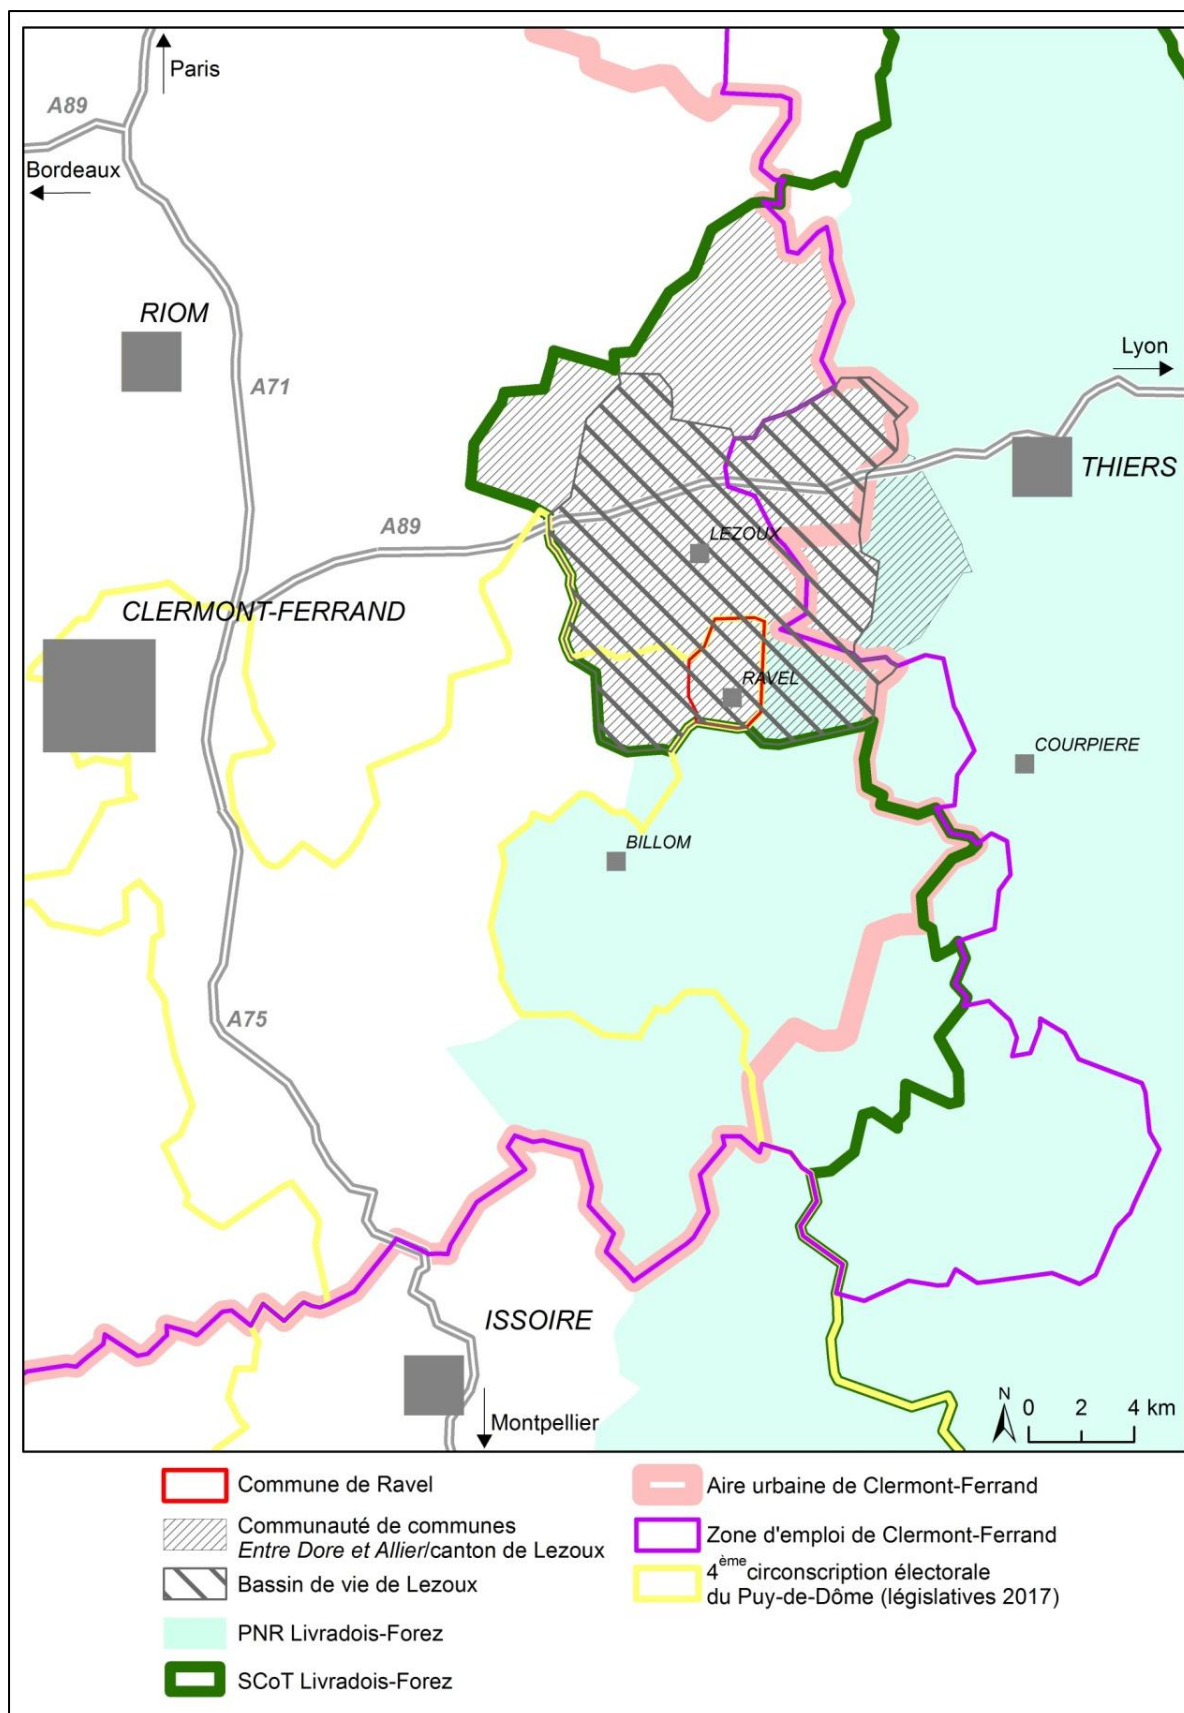 Paris
A89
Bordeaux
RIOM
A71
Lyon
THIERS
A89
LEZOUX
CLERMONT-FERRAND
RAVEL
COURPIERE
BILLOM
A75
ISSOIRE
Montpellier
N
0 2 4 km
Commune de Ravel
Communauté de communes
Entre Dore et Allier/canton de Lezoux
Bassin de vie de Lezoux
PNR Livradois-Forez
SCoT Livradois-Forez
Aire urbaine de Clermont-Ferrand
Zone d'emploi de Clermont-Ferrand
4ème circonscription électorale
du Puy-de-Dôme (législatives 2017)